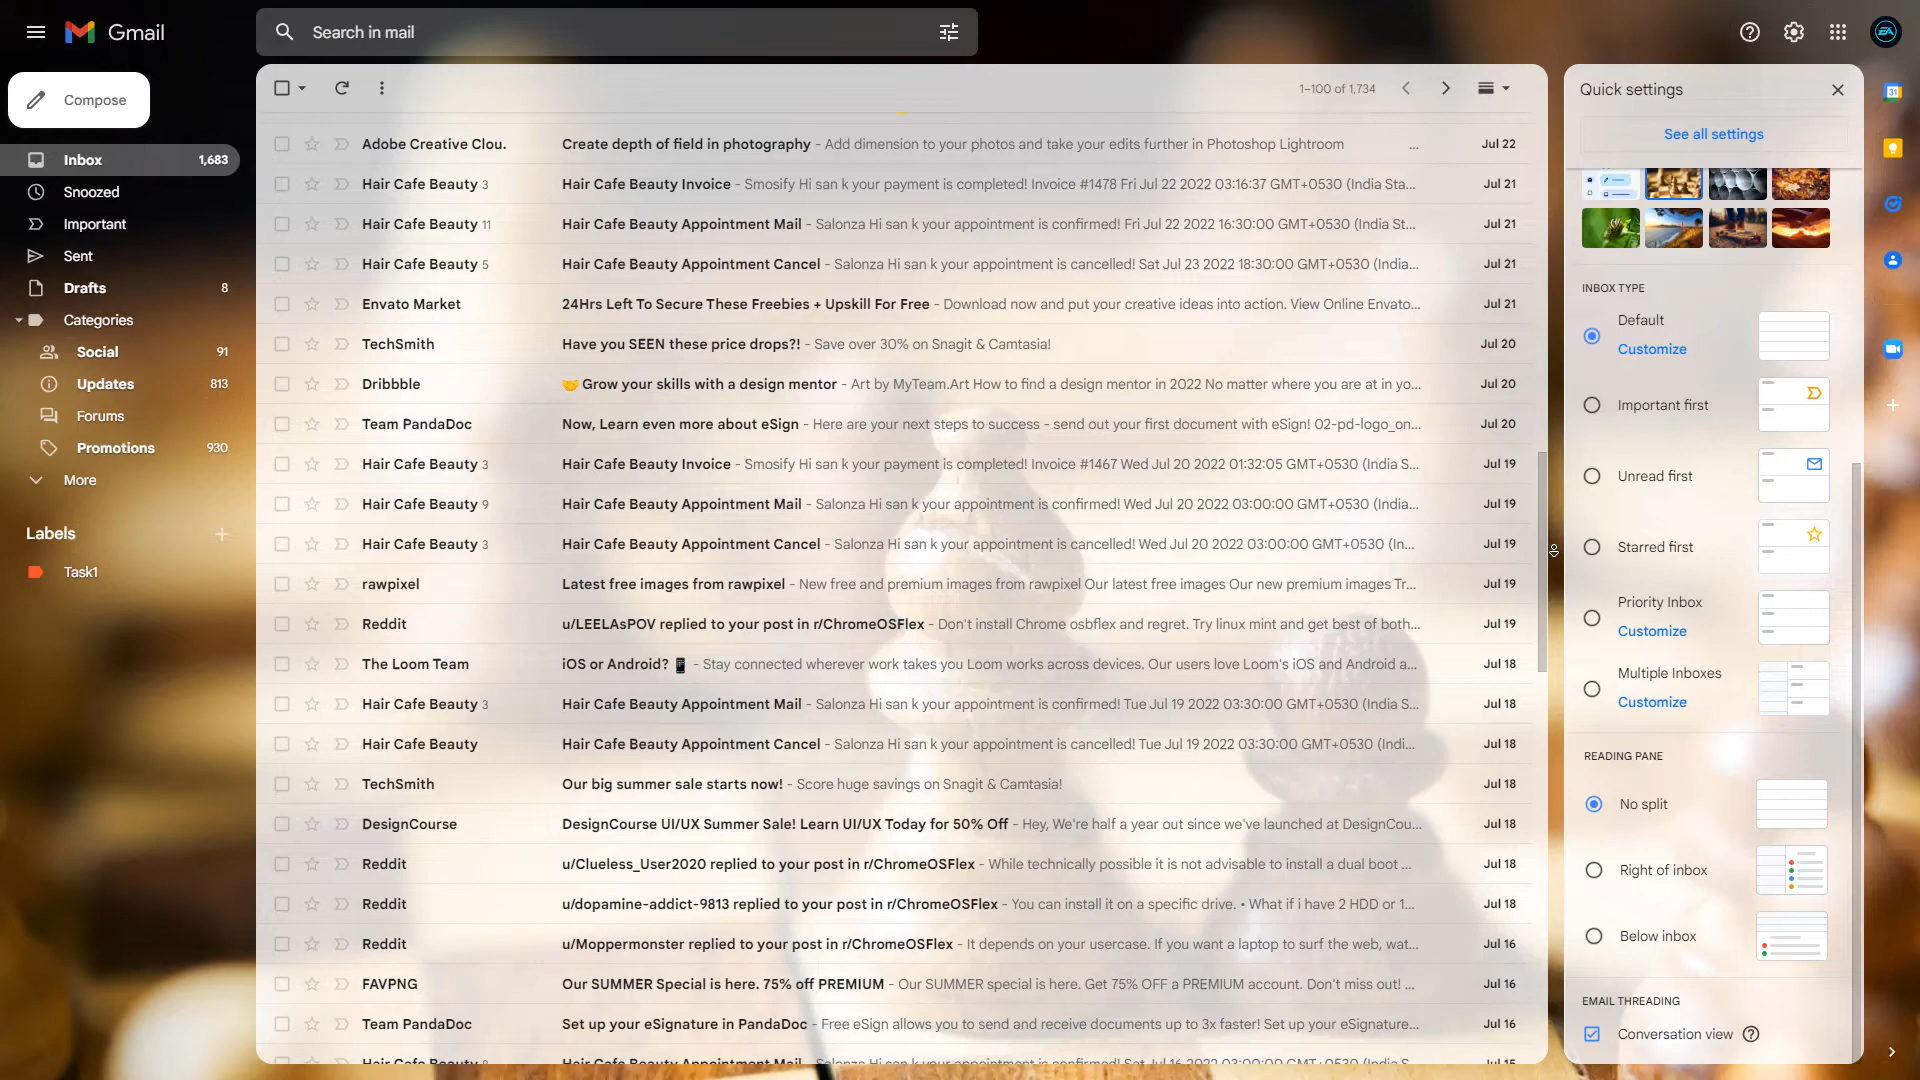 Gmail
Search in mail
Compose
Inbox 1,683
Snoozed
Important
Sent
Drafts 8
Categories
Social 91
Updates 813
Forums
Promotions 930
More
Labels
Task1
1–100 of 1,734
Adobe Creative Clou. Create depth of field in photography - Add dimension to your photos and take your edits further in Photoshop Lightroom ... Jul 22
Hair Cafe Beauty 3 Hair Cafe Beauty Invoice - Smosify Hi san k your payment is completed! Invoice #1478 Fri Jul 22 2022 03:16:37 GMT+0530 (India Sta... Jul 21
Hair Cafe Beauty 11 Hair Cafe Beauty Appointment Mail - Salonza Hi san k your appointment is confirmed! Fri Jul 22 2022 16:30:00 GMT+0530 (India St... Jul 21
Hair Cafe Beauty 5 Hair Cafe Beauty Appointment Cancel - Salonza Hi san k your appointment is cancelled! Sat Jul 23 2022 18:30:00 GMT+0530 (India... Jul 21
Envato Market 24Hrs Left To Secure These Freebies + Upskill For Free - Download now and put your creative ideas into action. View Online Envato... Jul 21
TechSmith Have you SEEN these price drops?! - Save over 30% on Snagit & Camtasia! Jul 20
Dribbble 🤝 Grow your skills with a design mentor - Art by MyTeam.Art How to find a design mentor in 2022 No matter where you are at in yo... Jul 20
Team PandaDoc Now, Learn even more about eSign - Here are your next steps to success - send out your first document with eSign! 02-pd-logo_on... Jul 20
Hair Cafe Beauty 3 Hair Cafe Beauty Invoice - Smosify Hi san k your payment is completed! Invoice #1467 Wed Jul 20 2022 01:32:05 GMT+0530 (India S... Jul 19
Hair Cafe Beauty 9 Hair Cafe Beauty Appointment Mail - Salonza Hi san k your appointment is confirmed! Wed Jul 20 2022 03:00:00 GMT+0530 (India... Jul 19
Hair Cafe Beauty 3 Hair Cafe Beauty Appointment Cancel - Salonza Hi san k your appointment is cancelled! Wed Jul 20 2022 03:00:00 GMT+0530 (In... Jul 19
rawpixel Latest free images from rawpixel - New free and premium images from rawpixel Our latest free images Our new premium images Tr... Jul 19
Reddit u/LEELAsPOV replied to your post in r/ChromeOSFlex - Don't install Chrome osbflex and regret. Try linux mint and get best of both... Jul 19
The Loom Team iOS or Android? 📱 - Stay connected wherever work takes you Loom works across devices. Our users love Loom's iOS and Android a... Jul 18
Hair Cafe Beauty 3 Hair Cafe Beauty Appointment Mail - Salonza Hi san k your appointment is confirmed! Tue Jul 19 2022 03:30:00 GMT+0530 (India S... Jul 18
Hair Cafe Beauty Hair Cafe Beauty Appointment Cancel - Salonza Hi san k your appointment is cancelled! Tue Jul 19 2022 03:30:00 GMT+0530 (Indi... Jul 18
TechSmith Our big summer sale starts now! - Score huge savings on Snagit & Camtasia! Jul 18
DesignCourse DesignCourse UI/UX Summer Sale! Learn UI/UX Today for 50% Off - Hey, We're half a year out since we've launched at DesignCou... Jul 18
Reddit u/Clueless_User2020 replied to your post in r/ChromeOSFlex - While technically possible it is not advisable to install a dual boot ... Jul 18
Reddit u/dopamine-addict-9813 replied to your post in r/ChromeOSFlex - You can install it on a specific drive. • What if i have 2 HDD or 1... Jul 18
Reddit u/Moppermonster replied to your post in r/ChromeOSFlex - It depends on your usercase. If you want a laptop to surf the web, wat... Jul 16
FAVPNG Our SUMMER Special is here. 75% off PREMIUM - Our SUMMER special is here. Get 75% OFF a PREMIUM account. Don't miss out! ... Jul 16
Team PandaDoc Set up your eSignature in PandaDoc - Free eSign allows you to send and receive documents up to 3x faster! Set up your eSignature... Jul 16
Hair Cafe Beauty Hair Cafe Beauty Appointment Mail - Salonza Hi san k your appointment is confirmed! Sat Jul 16 2022 03:00:00 GMT+0530 (India S... Jul 15
Quick settings
See all settings
INBOX TYPE
Default
Customize
Important first
Unread first
Starred first
Priority Inbox
Customize
Multiple Inboxes
Customize
READING PANE
No split
Right of inbox
Below inbox
EMAIL THREADING
Conversation view
EA
31